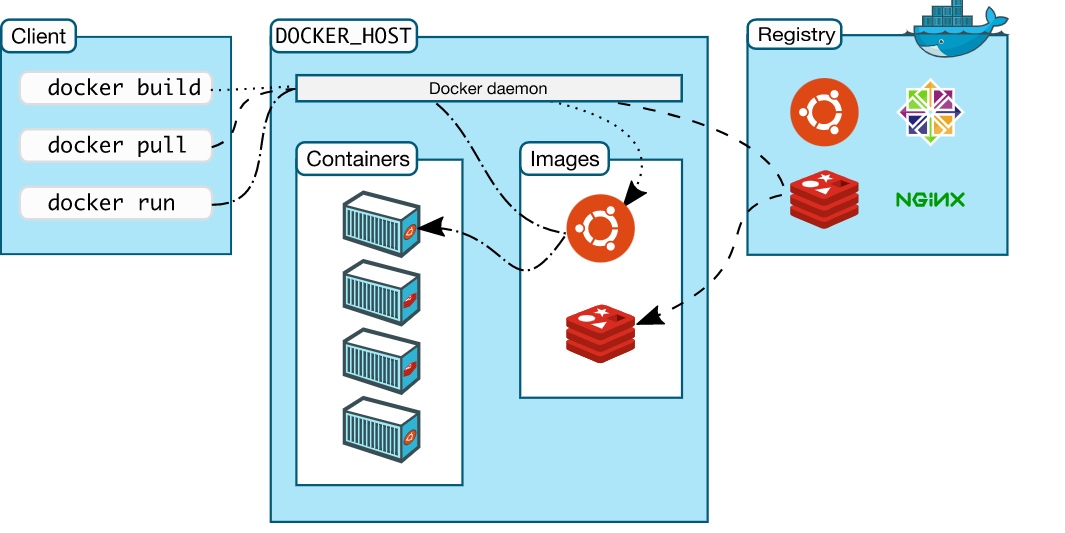 Client
docker build
docker pull
docker run
DOCKER_HOST
Docker daemon
Containers
Images
Registry
NGiNX